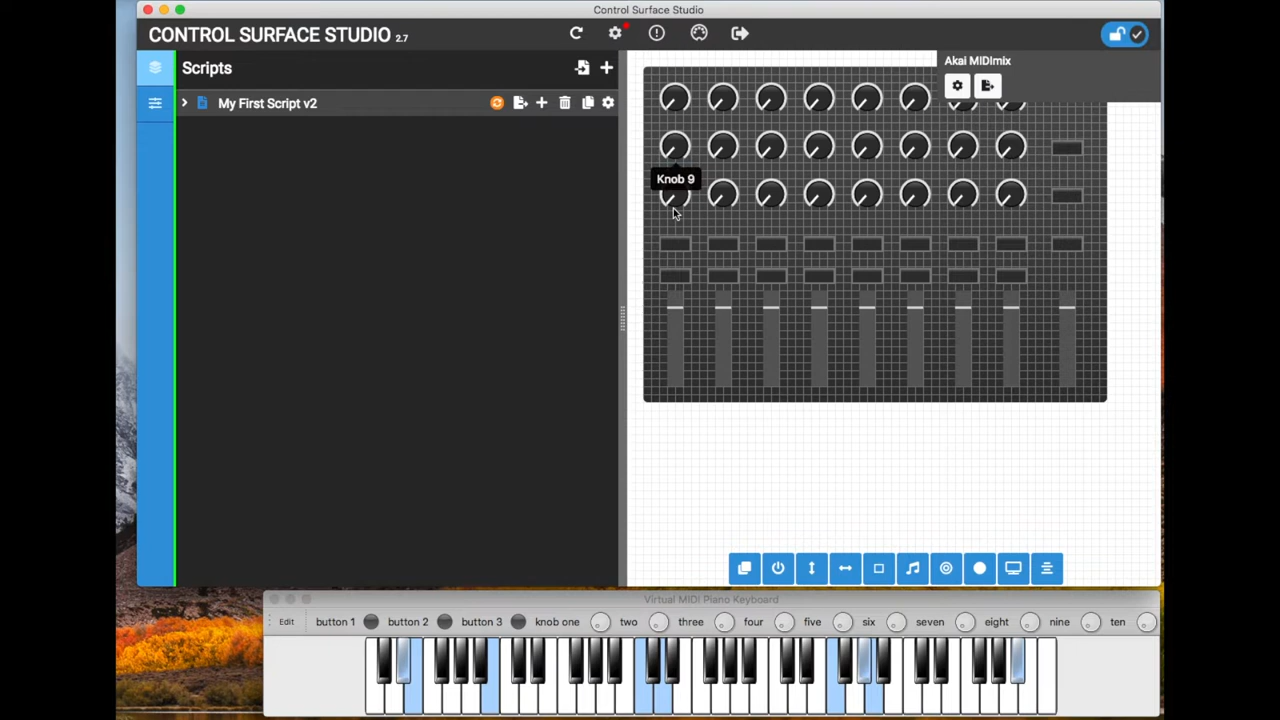 Control Surface Studio
CONTROL SURFACE STUDIO 2.7
Scripts
My First Script v2
Akai MIDImix
Knob 9
Virtual MIDI Piano Keyboard
Edit button 1 button 2 button 3 knob one two three four five six seven eight nine ten